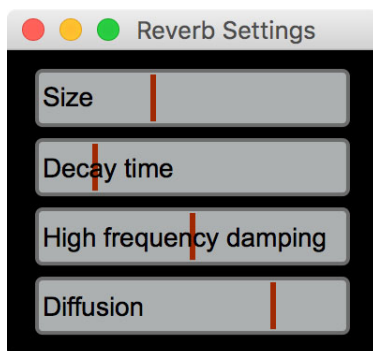 Reverb Settings
Size
Decay time
High frequency damping
Diffusion